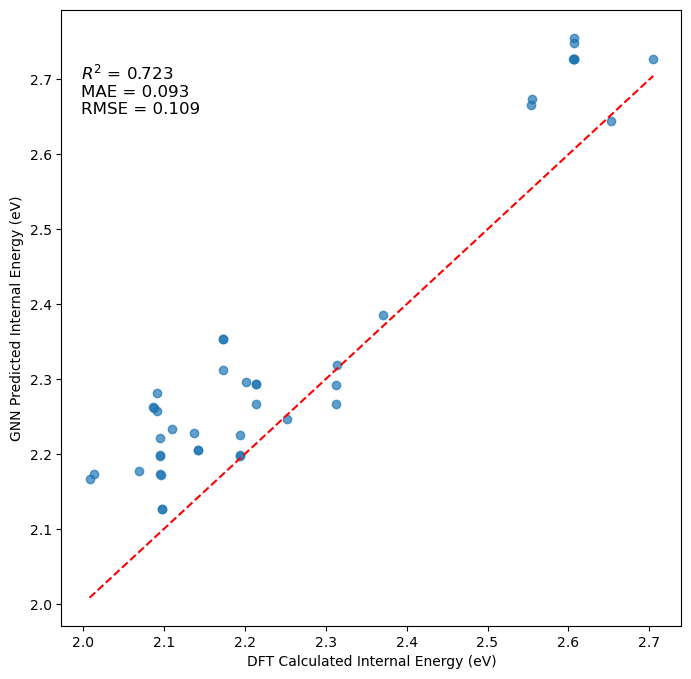 R² = 0.723
MAE = 0.093
RMSE = 0.109
2.7
2.6
2.5
2.4
2.3
2.2
2.1
2.0
GNN Predicted Internal Energy (eV)
2.0 2.1 2.2 2.3 2.4 2.5 2.6 2.7
DFT Calculated Internal Energy (eV)